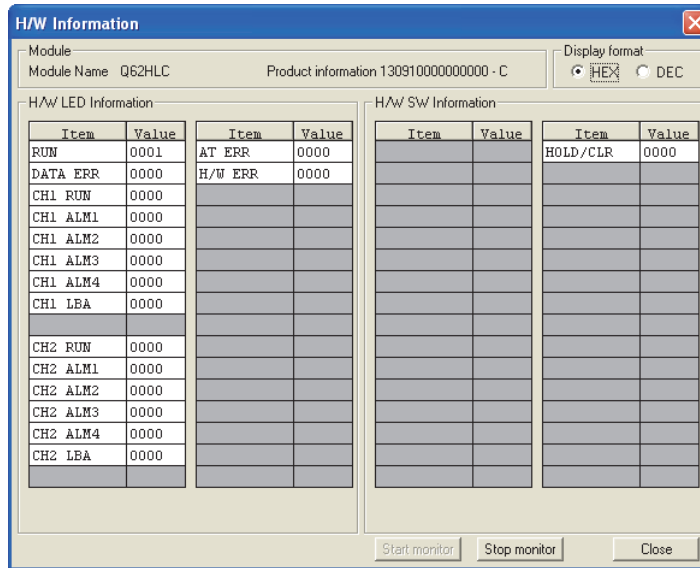 H/W Information
Module
Module Name Q62HLC Product information 130910000000000 - C
Display format
HEX DEC
H/W LED Information
H/W SW Information
Item Value Item Value Item Value Item Value
RUN 0001 AT ERR 0000 HOLD/CLR 0000
DATA ERR 0000 H/W ERR 0000
CH1 RUN 0000
CH1 ALM1 0000
CH1 ALM2 0000
CH1 ALM3 0000
CH1 ALM4 0000
CH1 LBA 0000
CH2 RUN 0000
CH2 ALM1 0000
CH2 ALM2 0000
CH2 ALM3 0000
CH2 ALM4 0000
CH2 LBA 0000
Start monitor Stop monitor Close